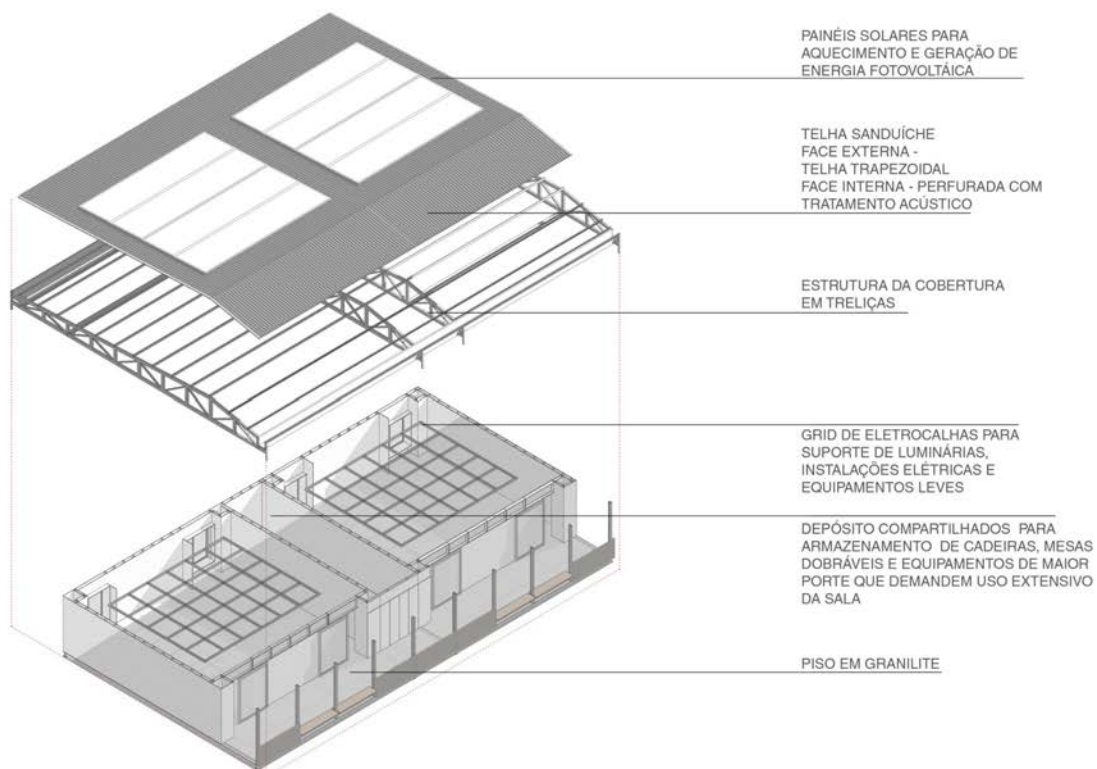 PAINÉIS SOLARES PARA
AQUECIMENTO E GERAÇÃO DE
ENERGIA FOTOVOLTÁICA
TELHA SANDUÍCHE
FACE EXTERNA -
TELHA TRAPEZOIDAL
FACE INTERNA - PERFURADA COM
TRATAMENTO ACÚSTICO
ESTRUTURA DA COBERTURA
EM TRELIÇAS
GRID DE ELETROCALHAS PARA
SUPORTE DE LUMINÁRIAS,
INSTALAÇÕES ELÉTRICAS E
EQUIPAMENTOS LEVES
DEPÓSITO COMPARTILHADOS PARA
ARMAZENAMENTO DE CADEIRAS, MESAS
DOBRÁVEIS E EQUIPAMENTOS DE MAIOR
PORTE QUE DEMANDEM USO EXTENSIVO
DA SALA
PISO EM GRANILITE